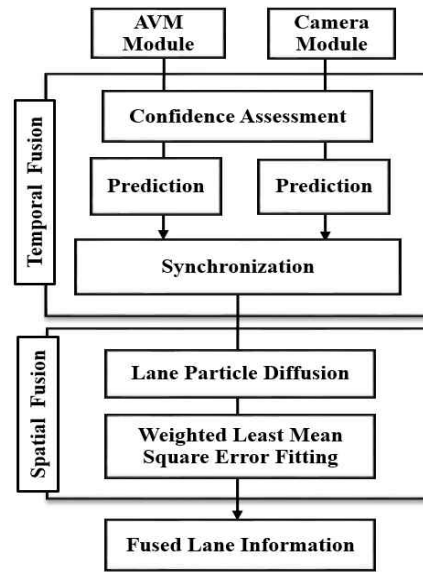 AVM
Module
Camera
Module
Temporal Fusion
Confidence Assessment
Prediction
Prediction
Synchronization
Spatial Fusion
Lane Particle Diffusion
Weighted Least Mean
Square Error Fitting
Fused Lane Information